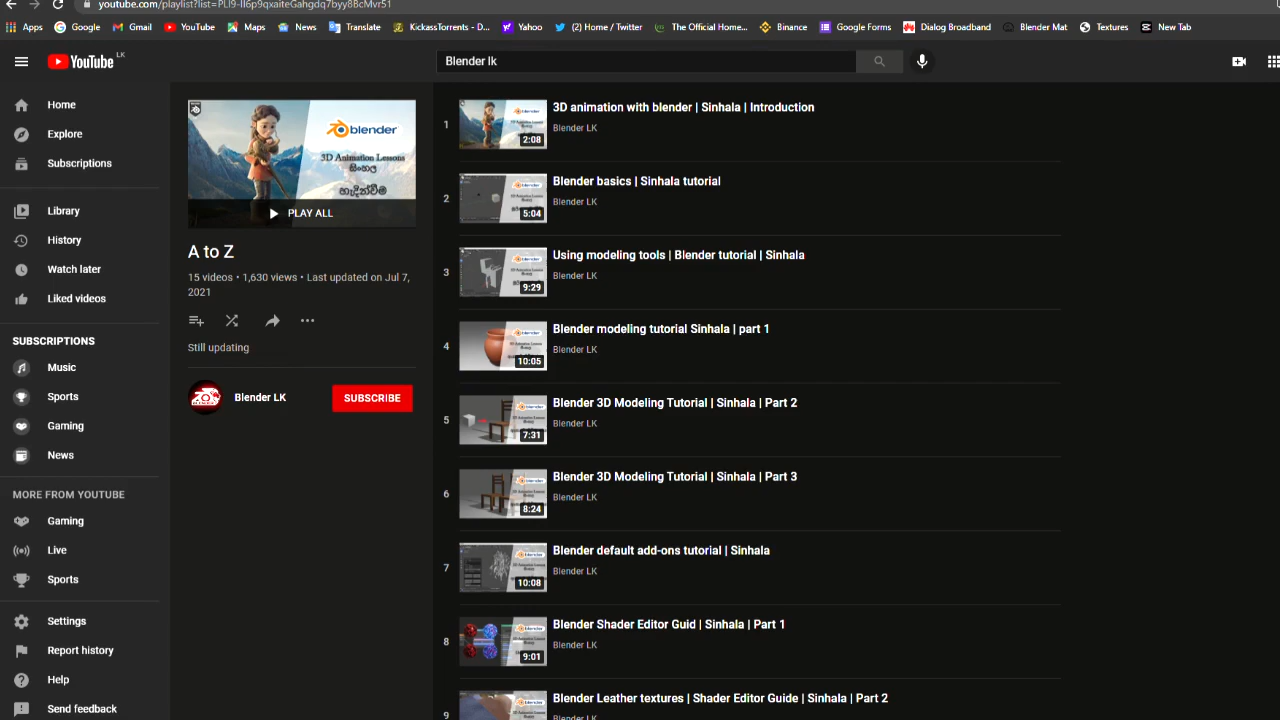 youtube.com/playlist?list=PLl9-II6p9qxaiteGahgdq7byy8BcMvr51
Apps Google Gmail YouTube Maps News Translate KickassTorrents - D... Yahoo (2) Home / Twitter The Official Home... Binance Google Forms Dialog Broadband Blender Mat Textures New Tab
YouTube LK
Blender lk
Home
Explore
Subscriptions
Library
History
Watch later
Liked videos
SUBSCRIPTIONS
Music
Sports
Gaming
News
MORE FROM YOUTUBE
Gaming
Live
Sports
Settings
Report history
Help
Send feedback
blender
3D Animation Lessons
සිංහල
හැදින්වීම
PLAY ALL
A to Z
15 videos • 1,630 views • Last updated on Jul 7,
2021
Still updating
Blender LK
SUBSCRIBE
1
2:08
3D animation with blender | Sinhala | Introduction
Blender LK
2
5:04
Blender basics | Sinhala tutorial
Blender LK
3
9:29
Using modeling tools | Blender tutorial | Sinhala
Blender LK
4
10:05
Blender modeling tutorial Sinhala | part 1
Blender LK
5
7:31
Blender 3D Modeling Tutorial | Sinhala | Part 2
Blender LK
6
8:24
Blender 3D Modeling Tutorial | Sinhala | Part 3
Blender LK
7
10:08
Blender default add-ons tutorial | Sinhala
Blender LK
8
9:01
Blender Shader Editor Guid | Sinhala | Part 1
Blender LK
9
Blender Leather textures | Shader Editor Guide | Sinhala | Part 2
Blender LK